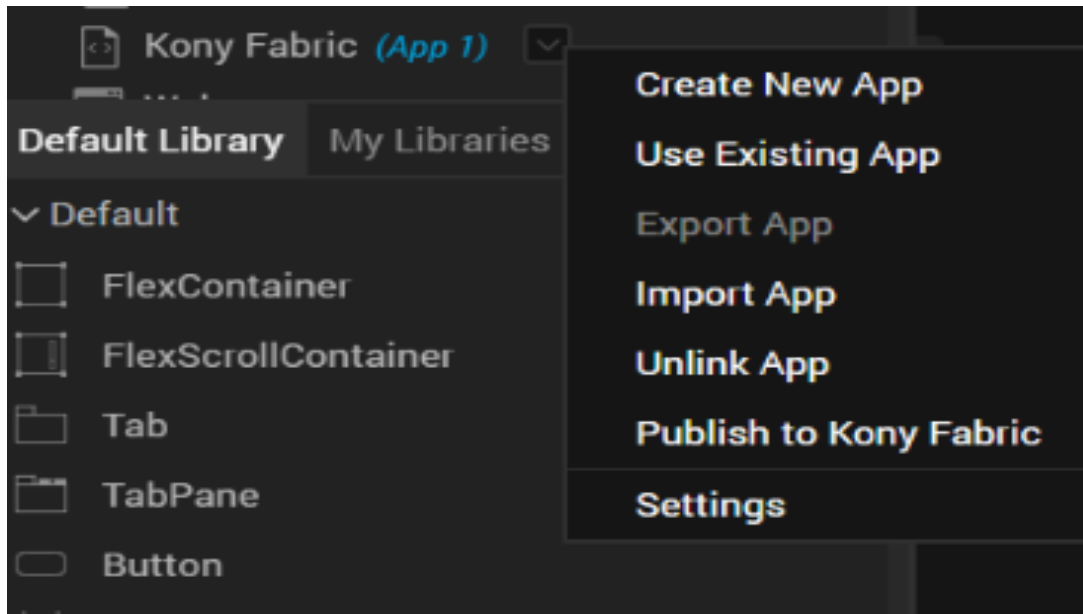 Kony Fabric (App 1)
Default Library
My Libraries
Default
FlexContainer
FlexScrollContainer
Tab
TabPane
Button
Create New App
Use Existing App
Export App
Import App
Unlink App
Publish to Kony Fabric
Settings